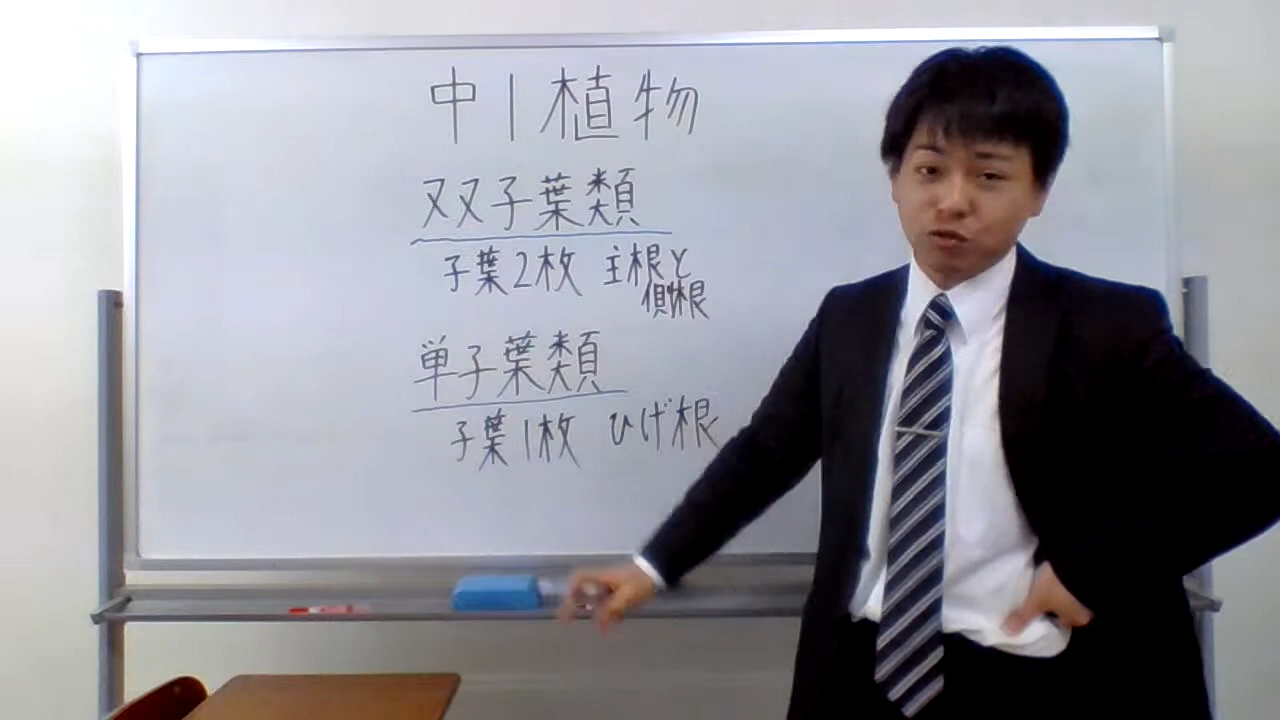 中1植物
双子葉類
子葉2枚 主根と
側根
単子葉類
子葉1枚 ひげ根